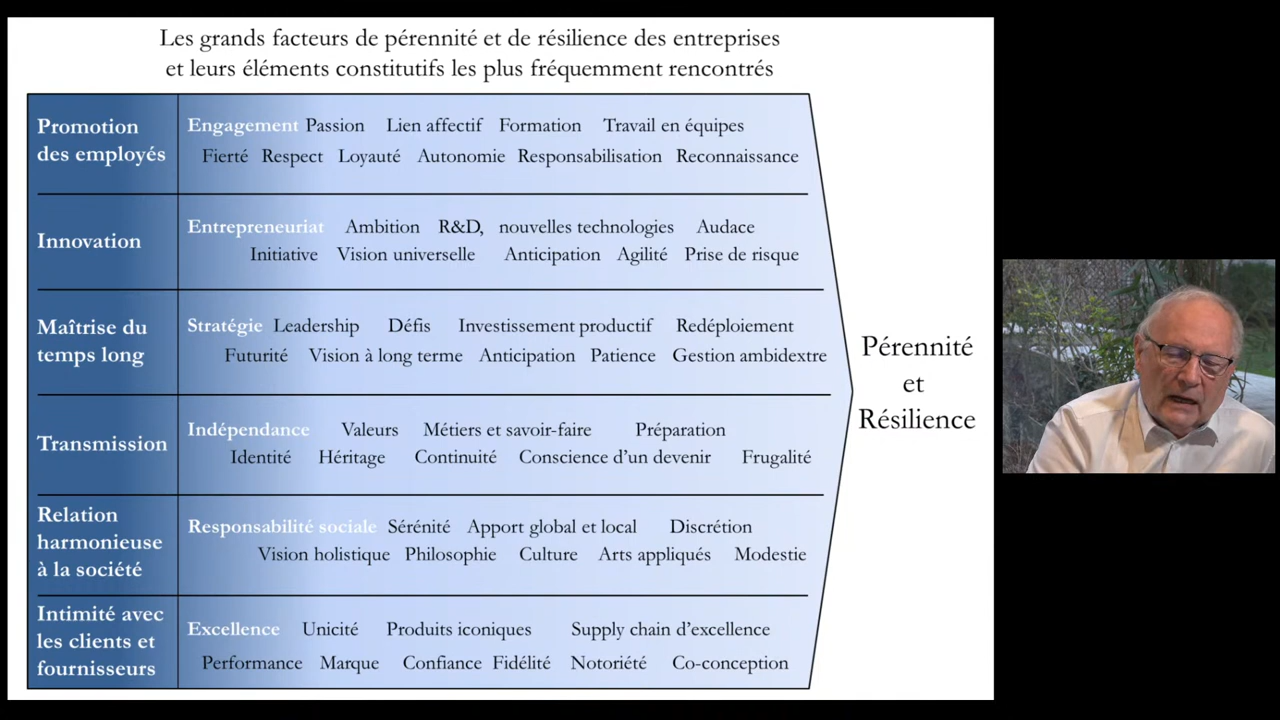 Les grands facteurs de pérennité et de résilience des entreprises
et leurs éléments constitutifs les plus fréquemment rencontrés
Promotion
des employés
Engagement Passion Lien affectif Formation Travail en équipes
Fierté Respect Loyauté Autonomie Responsabilisation Reconnaissance
Innovation
Entrepreneuriat Ambition R&D, nouvelles technologies Audace
Initiative Vision universelle Anticipation Agilité Prise de risque
Maîtrise du
temps long
Stratégie Leadership Défis Investissement productif Redéploiement
Futurité Vision à long terme Anticipation Patience Gestion ambidextre
Transmission
Indépendance Valeurs Métiers et savoir-faire Préparation
Identité Héritage Continuité Conscience d’un devenir Frugalité
Relation
harmonieuse
à la société
Responsabilité sociale Sérénité Apport global et local Discrétion
Vision holistique Philosophie Culture Arts appliqués Modestie
Intimité avec
les clients et
fournisseurs
Excellence Unicité Produits iconiques Supply chain d’excellence
Performance Marque Confiance Fidélité Notoriété Co-conception
Pérennité
et
Résilience